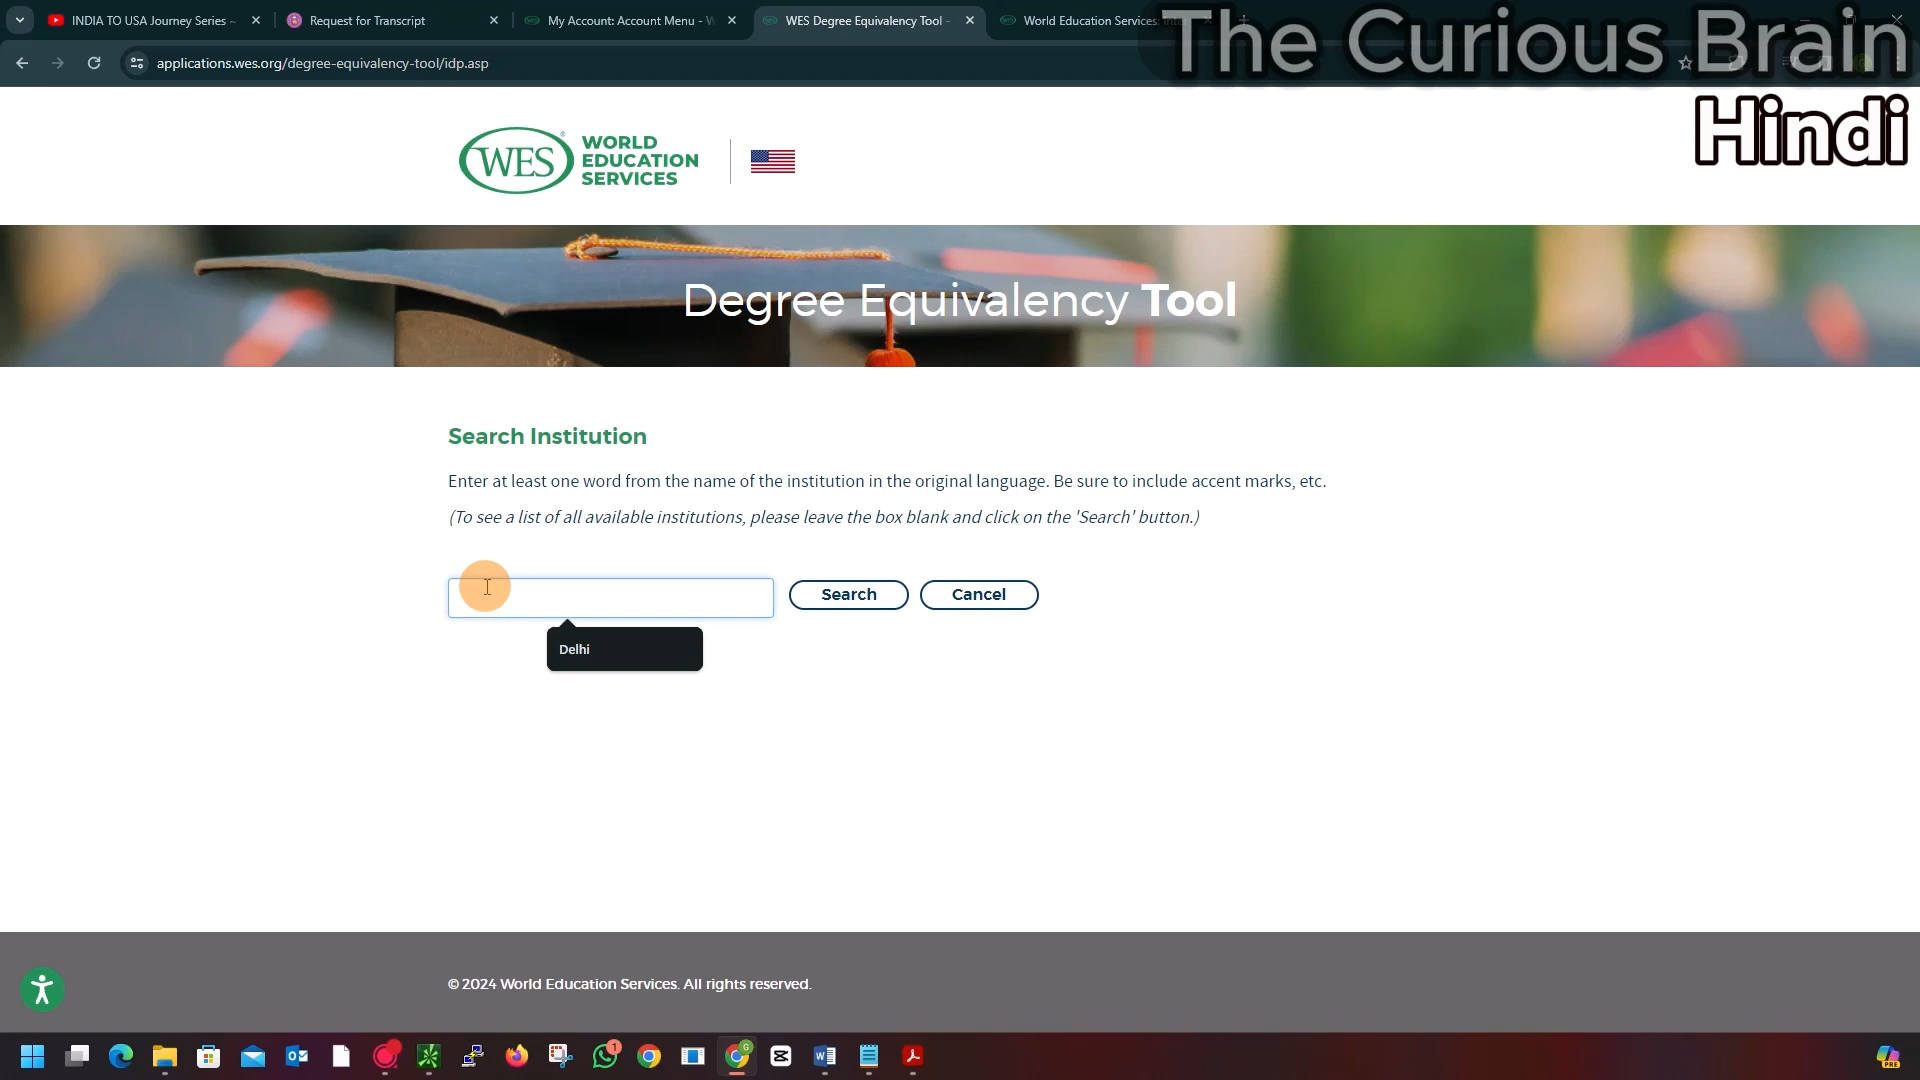 INDIA TO USA Journey Series ~
Request for Transcript
My Account: Account Menu - W
WES Degree Equivalency Tool -
World Education Services:
The Curious Brain
Hindi
applications.wes.org/degree-equivalency-tool/idp.asp
WES
WORLD
EDUCATION
SERVICES
Degree Equivalency Tool
Search Institution
Enter at least one word from the name of the institution in the original language. Be sure to include accent marks, etc.
(To see a list of all available institutions, please leave the box blank and click on the 'Search' button.)
Search
Cancel
Delhi
© 2024 World Education Services. All rights reserved.